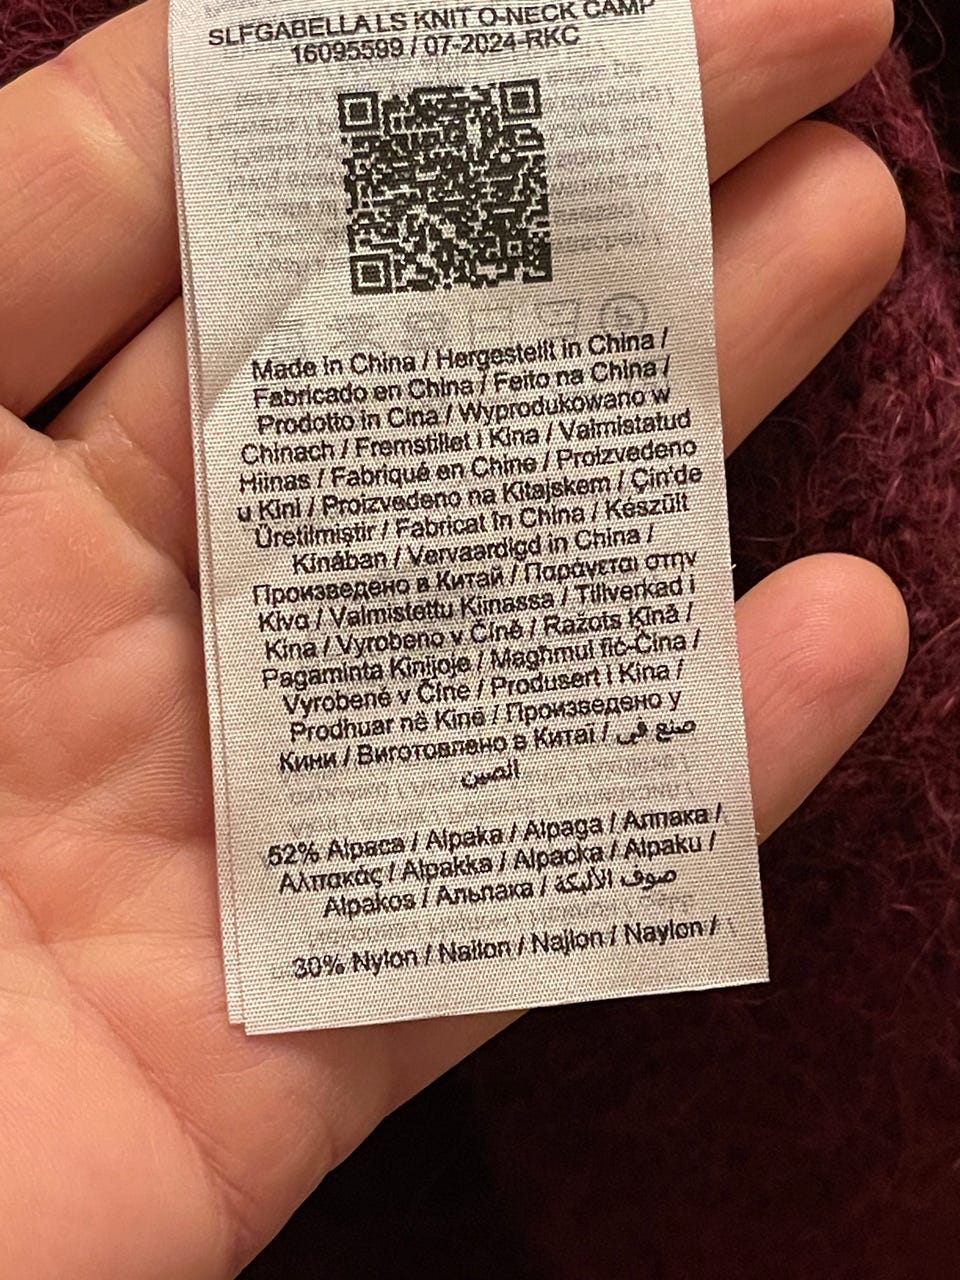 SLFGABELLA LS KNIT O-NECK CAMP
16095599 / 07-2024-RKC
Made in China / Hergestellt in China /
Fabricado en China / Feito na China /
Prodotto in Cina / Wyprodukowano w
Chinach / Fremstillet i Kina / Valmistatud
Hiinas / Fabriqué en Chine / Proizvedeno
u Kini / Proizvedeno na Kitajskem / Çin'de
Üretilmiştir / Fabricat în China / Készült
Kínában / Vervaardigd in China /
Произведено в Китай / Παράγεται στην
Κίνα / Valmistettu Kiinassa / Tillverkad i
Kina / Vyrobeno v Číně / Ražots Ķīnā /
Pagaminta Kinijoje / Magħmul fiċ-Ċina /
Vyrobené v Číne / Produsert i Kina /
Prodhuar në Kinë / Произведено у
Кини / Виготовлено в Китаї / صنع في
الصين
52% Alpaca / Alpaka / Alpaga / Алпака /
Αλπακάς / Alpakka / Alpacka / Alpaku /
Alpakos / Альпака / صوف الألبكة
30% Nylon / Nailon / Najlon / Naylon /